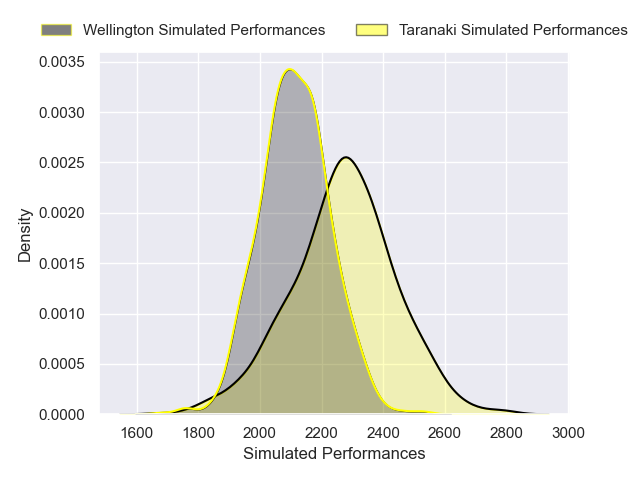 Wellington Simulated Performances Taranaki Simulated Performances
0.0035
0.0030
0.0025
0.0020
0.0015
0.0010
0.0005
0.0000
Density
1600 1800 2000 2200 2400 2600 2800 3000
Simulated Performances